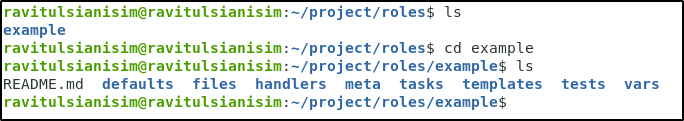 ravitulsianisim@ravitulsianisim:~/project/roles$ ls
example
ravitulsianisim@ravitulsianisim:~/project/roles$ cd example
ravitulsianisim@ravitulsianisim:~/project/roles/example$ ls
README.md  defaults  files  handlers  meta  tasks  templates  tests  vars
ravitulsianisim@ravitulsianisim:~/project/roles/example$